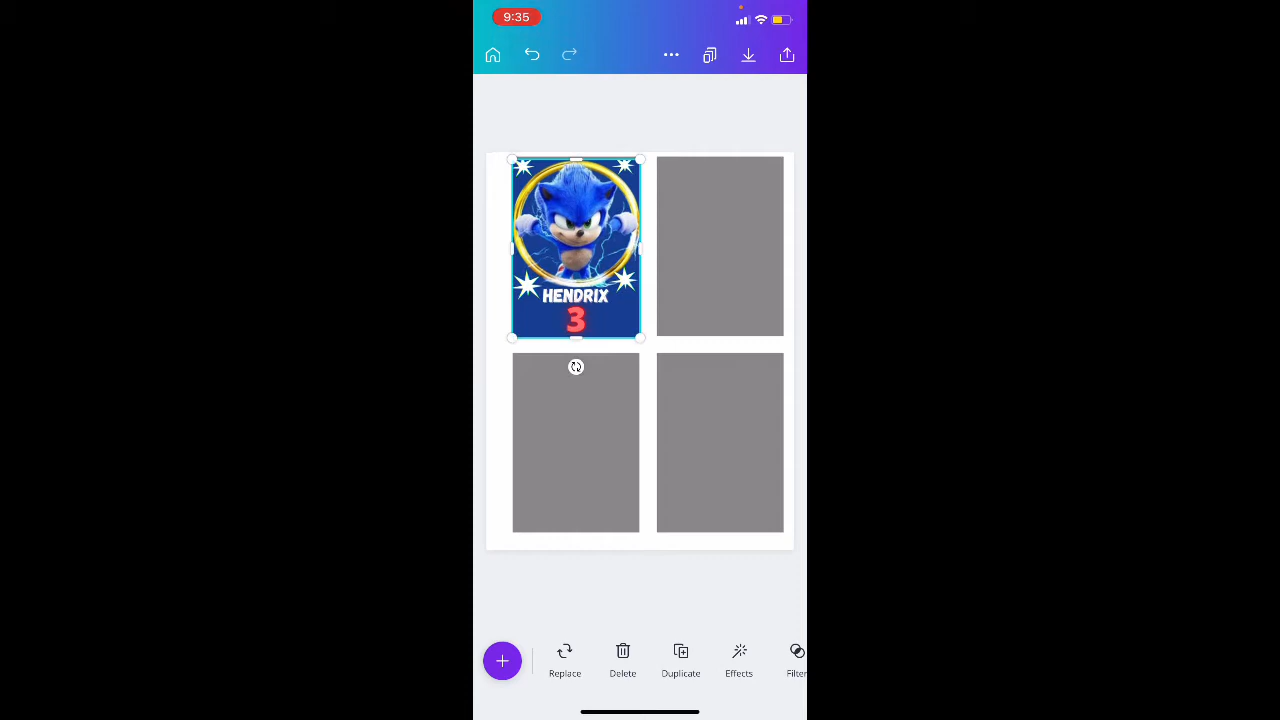 9:35
HENDRIX
3
Replace
Delete
Duplicate
Effects
Filter